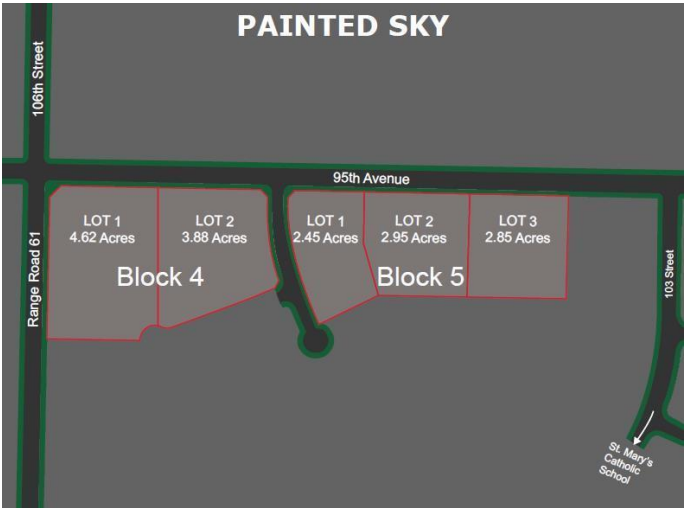 PAINTED SKY
106th Street
95th Avenue
LOT 1
4.62 Acres
LOT 2
3.88 Acres
LOT 1
2.45 Acres
LOT 2
2.95 Acres
LOT 3
2.85 Acres
Block 4
Block 5
Range Road 61
103 Street
St. Mary's
Catholic
School